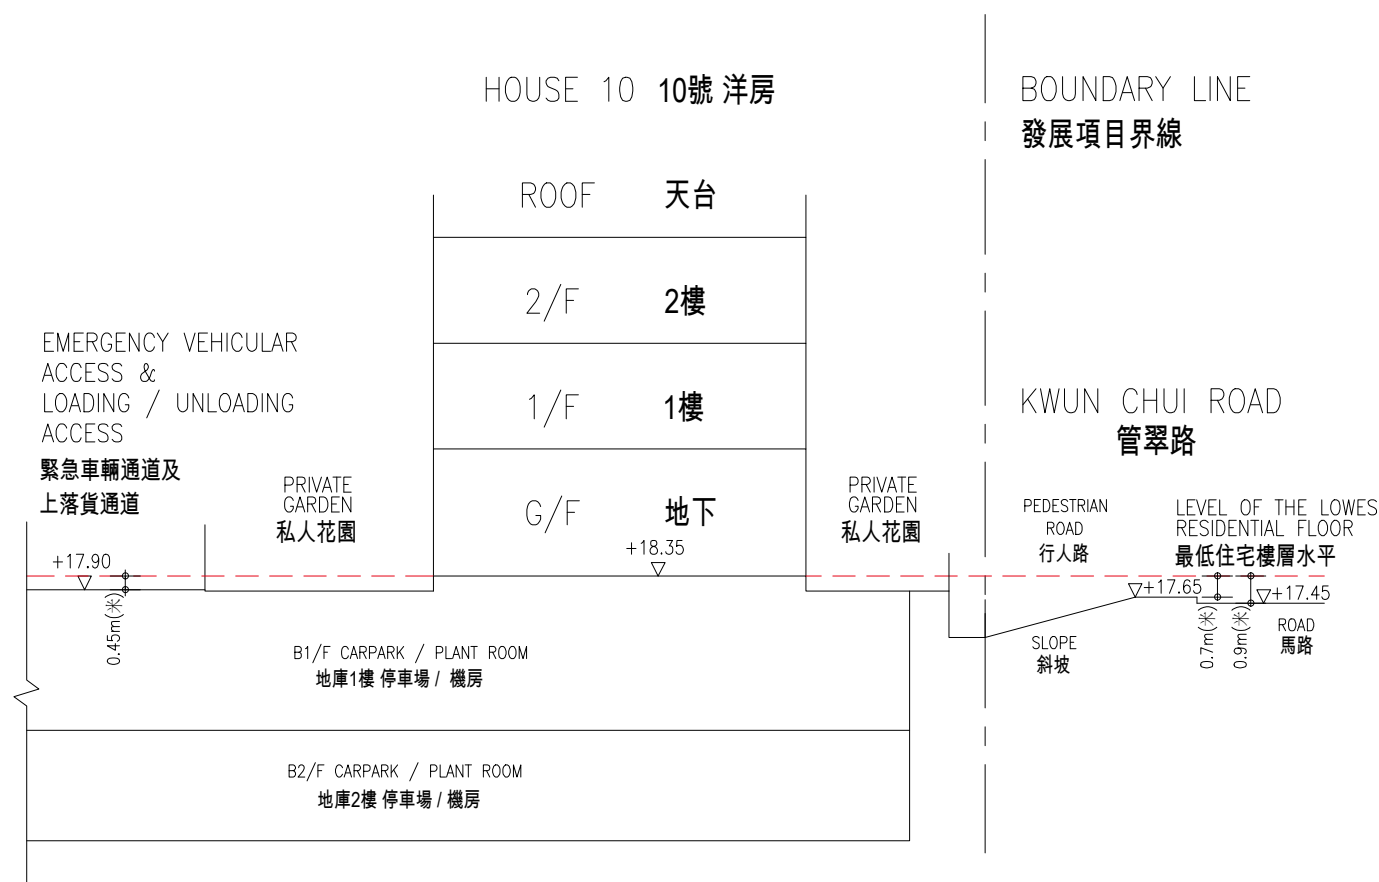 HOUSE 10 10號 洋房
BOUNDARY LINE
發展項目界線
ROOF 天台
2/F 2樓
1/F 1樓
G/F 地下
+18.35
EMERGENCY VEHICULAR
ACCESS &
LOADING / UNLOADING
ACCESS
緊急車輛通道及
上落貨通道
+17.90
0.45m(米)
PRIVATE
GARDEN
私人花園
PRIVATE
GARDEN
私人花園
KWUN CHUI ROAD
管翠路
PEDESTRIAN
ROAD
行人路
LEVEL OF THE LOWES
RESIDENTIAL FLOOR
最低住宅樓層水平
+17.65
+17.45
0.7m(米)
0.9m(米)
ROAD
馬路
SLOPE
斜坡
B1/F CARPARK / PLANT ROOM
地庫1樓 停車場 / 機房
B2/F CARPARK / PLANT ROOM
地庫2樓 停車場 / 機房